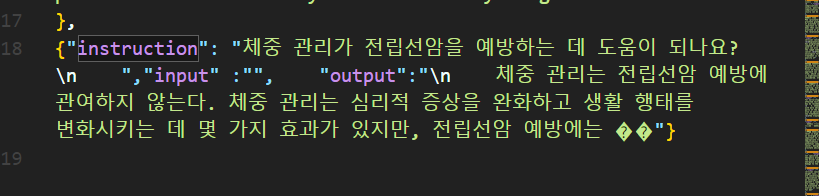 17 },
18 {"instruction": "체중 관리가 전립선암을 예방하는 데 도움이 되나요?
\n    ","input" :"",    "output":"\n    체중 관리는 전립선암 예방에
관여하지 않는다. 체중 관리는 심리적 증상을 완화하고 생활 행태를
변화시키는 데 몇 가지 효과가 있지만, 전립선암 예방에는 ��"}
19